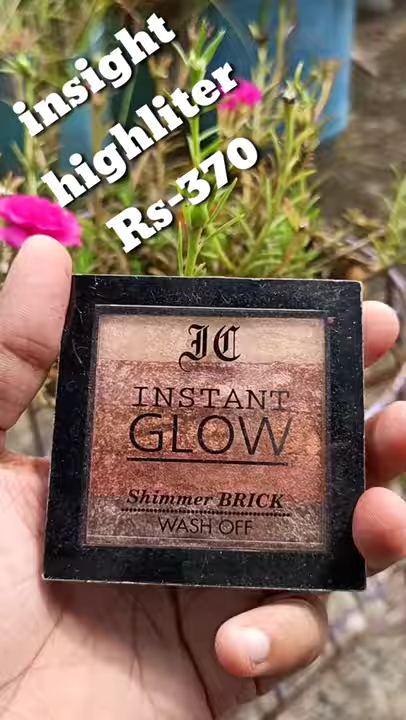 insight
highliter
Rs-370
JC
INSTANT
GLOW
Shimmer BRICK
WASH OFF